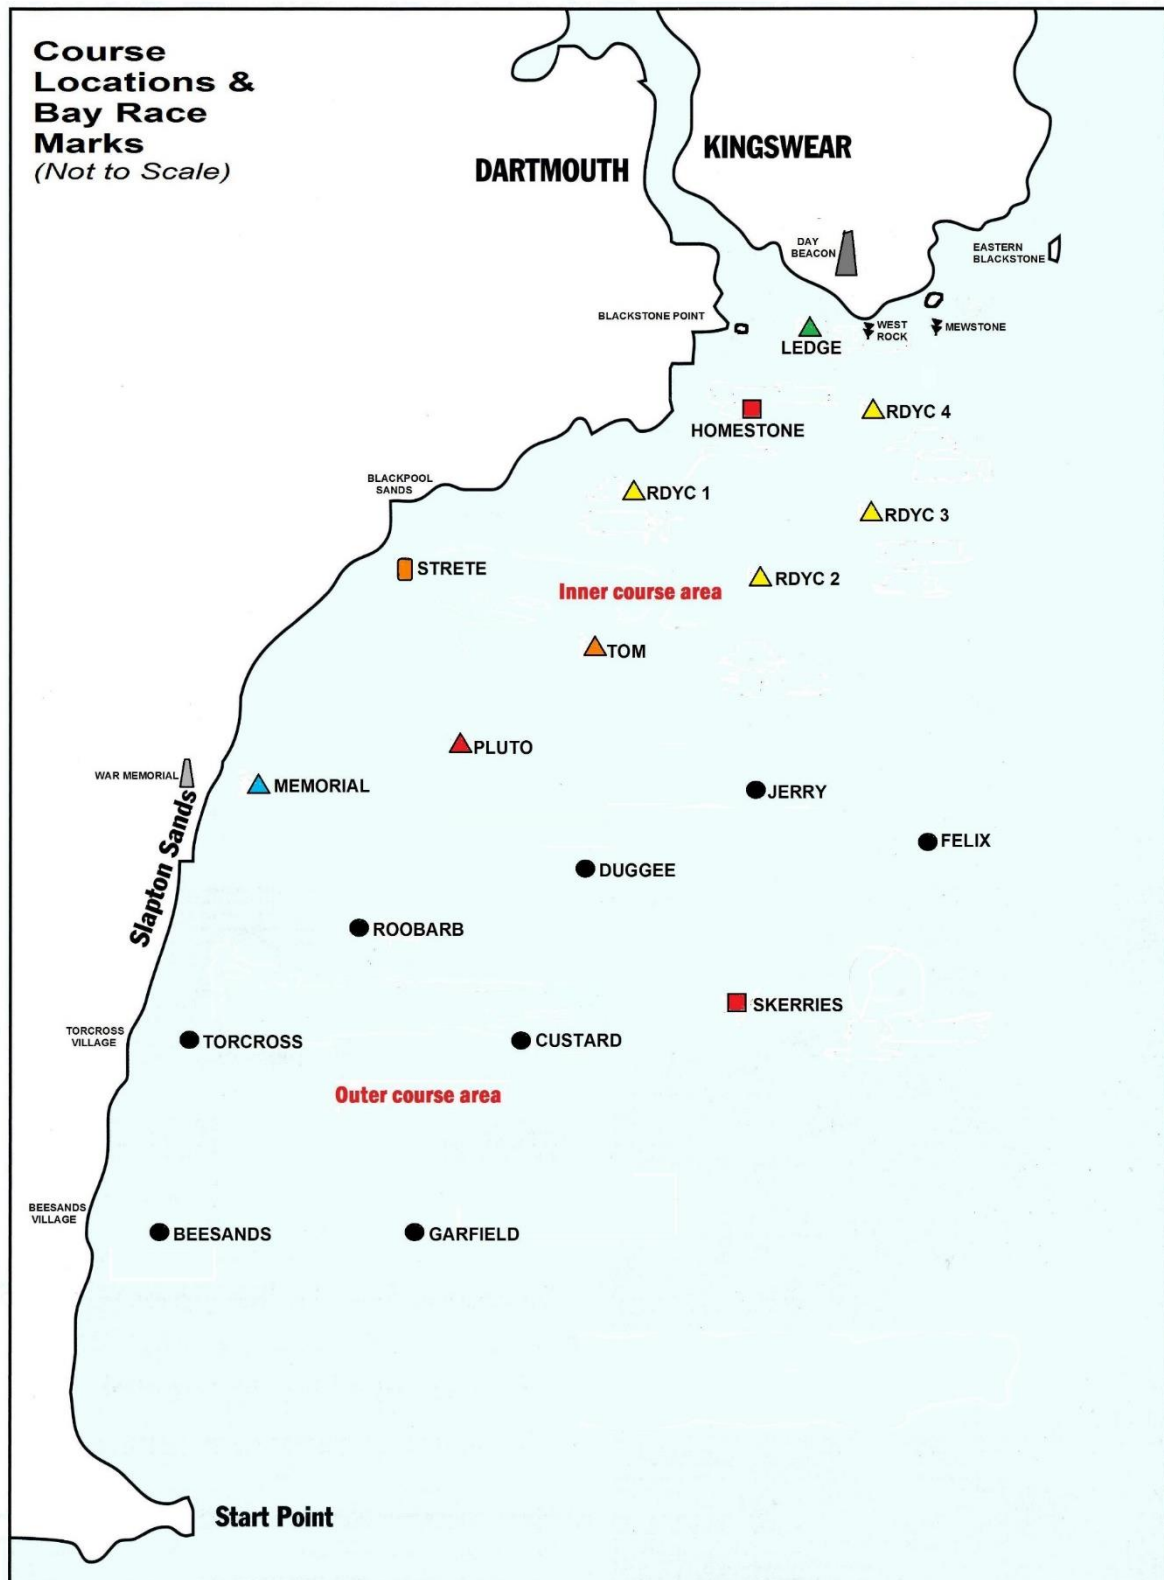 Course
Locations &
Bay Race
Marks
(Not to Scale)
KINGSWEAR
DARTMOUTH
DAY
BEACON
EASTERN
BLACKSTONE
BLACKSTONE POINT
WEST
ROCK
MEWSTONE
LEDGE
HOMESTONE
RDYC 4
BLACKPOOL
SANDS
RDYC 1
RDYC 3
STRETE
RDYC 2
Inner course area
TOM
PLUTO
WAR MEMORIAL
MEMORIAL
JERRY
Slapton Sands
FELIX
DUGGEE
ROOBARB
SKERRIES
TORCROSS
VILLAGE
TORCROSS
CUSTARD
Outer course area
BEESANDS
VILLAGE
BEESANDS
GARFIELD
Start Point